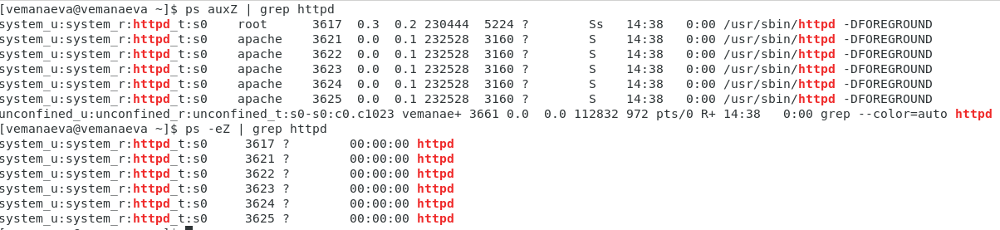 [vemanaeva@vemanaeva ~]$ ps auxZ | grep httpd
system_u:system_r:httpd_t:s0    root      3617  0.3  0.2 230444  5224 ?        Ss   14:38   0:00 /usr/sbin/httpd -DFOREGROUND
system_u:system_r:httpd_t:s0    apache    3621  0.0  0.1 232528  3160 ?        S    14:38   0:00 /usr/sbin/httpd -DFOREGROUND
system_u:system_r:httpd_t:s0    apache    3622  0.0  0.1 232528  3160 ?        S    14:38   0:00 /usr/sbin/httpd -DFOREGROUND
system_u:system_r:httpd_t:s0    apache    3623  0.0  0.1 232528  3160 ?        S    14:38   0:00 /usr/sbin/httpd -DFOREGROUND
system_u:system_r:httpd_t:s0    apache    3624  0.0  0.1 232528  3160 ?        S    14:38   0:00 /usr/sbin/httpd -DFOREGROUND
system_u:system_r:httpd_t:s0    apache    3625  0.0  0.1 232528  3160 ?        S    14:38   0:00 /usr/sbin/httpd -DFOREGROUND
unconfined_u:unconfined_r:unconfined_t:s0-s0:c0.c1023 vemanae+ 3661 0.0  0.0 112832 972 pts/0 R+ 14:38   0:00 grep --color=auto httpd
[vemanaeva@vemanaeva ~]$ ps -eZ | grep httpd
system_u:system_r:httpd_t:s0     3617 ?        00:00:00 httpd
system_u:system_r:httpd_t:s0     3621 ?        00:00:00 httpd
system_u:system_r:httpd_t:s0     3622 ?        00:00:00 httpd
system_u:system_r:httpd_t:s0     3623 ?        00:00:00 httpd
system_u:system_r:httpd_t:s0     3624 ?        00:00:00 httpd
system_u:system_r:httpd_t:s0     3625 ?        00:00:00 httpd